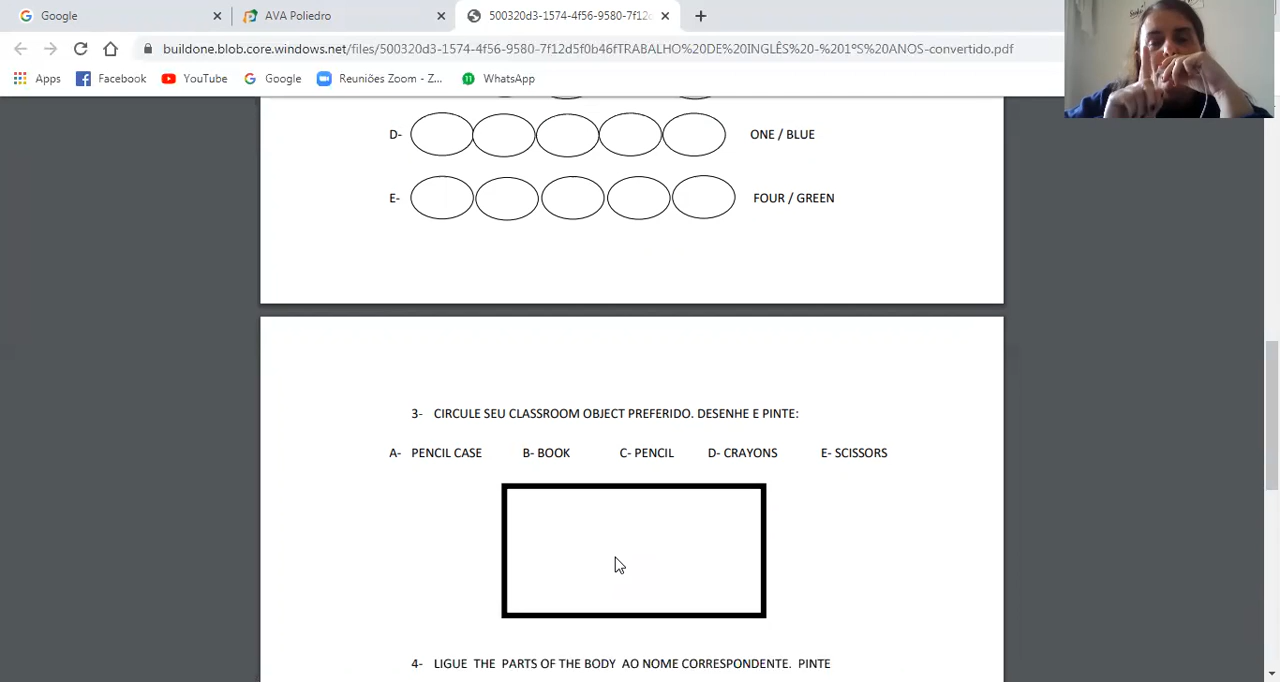 Google
AVA Poliedro
500320d3-1574-4f56-9580-7f12
buildone.blob.core.windows.net/files/500320d3-1574-4f56-9580-7f12d5f0b46fTRABALHO%20DE%20INGLÊS%20-%201ºS%20ANOS-convertido.pdf
Apps Facebook YouTube Google Reuniões Zoom - Z... WhatsApp
D- ONE / BLUE
E- FOUR / GREEN
3- CIRCULE SEU CLASSROOM OBJECT PREFERIDO. DESENHE E PINTE:
A- PENCIL CASE B- BOOK C- PENCIL D- CRAYONS E- SCISSORS
4- LIGUE THE PARTS OF THE BODY AO NOME CORRESPONDENTE. PINTE